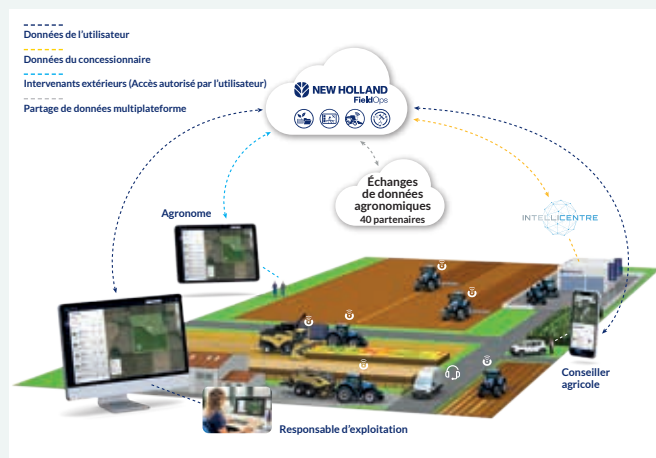 Données de l'utilisateur
Données du concessionnaire
Intervenants extérieurs (Accès autorisé par l'utilisateur)
Partage de données multiplateforme
NEW HOLLAND
FieldOps
Échanges
de données
agronomiques
40 partenaires
Agronome
INTELLICENTRE
Conseiller
agricole
Responsable d'exploitation